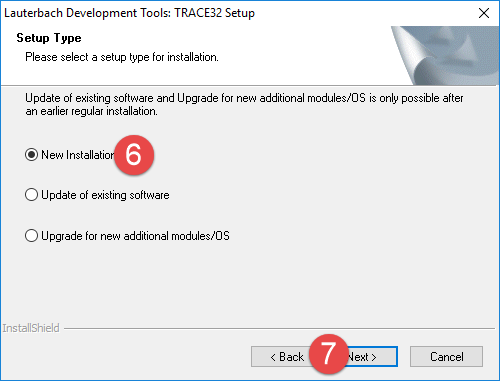 Lauterbach Development Tools: TRACE32 Setup
Setup Type
Please select a setup type for installation.
Update of existing software and Upgrade for new additional modules/OS is only possible after
an earlier regular installation.
New Installation 6
Update of existing software
Upgrade for new additional modules/OS
InstallShield
< Back 7 Next > Cancel